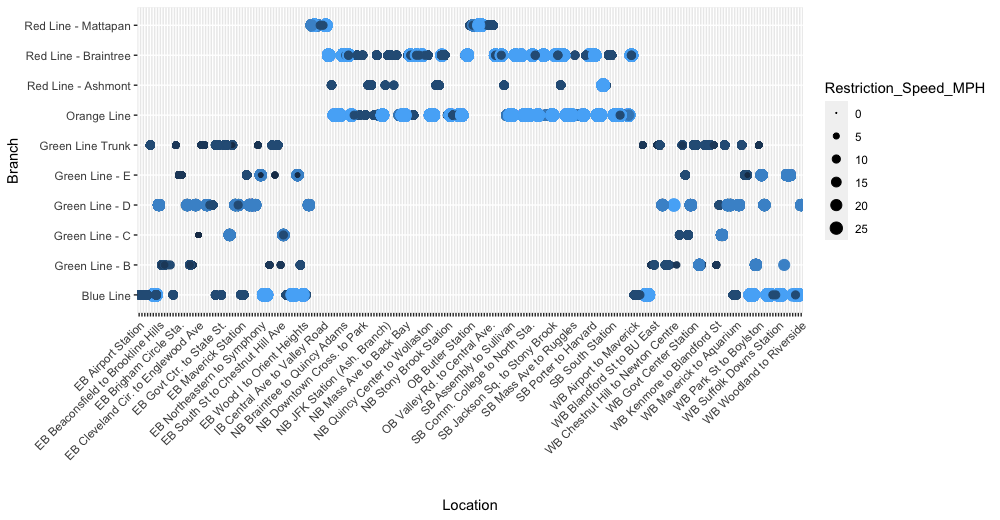 Red Line - Mattapan
Red Line - Braintree
Red Line - Ashmont
Orange Line
Green Line Trunk
Green Line - E
Green Line - D
Green Line - C
Green Line - B
Blue Line
Branch
EB Airport Station
EB Beaconsfield to Brookline Hills
EB Brigham Circle Sta.
EB Cleveland Cir. to Englewood Ave
EB Govt Ctr. to State St.
EB Maverick Station
EB Northeastern to Symphony
EB South St to Chestnut Hill Ave
EB Wood I. to Orient Heights
IB Central Ave to Valley Road
NB Braintree to Quincy Adams
NB Downtown Cross. to Park
NB JFK Station (Ash. Branch)
NB Mass Ave to Back Bay
NB Quincy Center to Wollaston
NB Stony Brook Station
OB Butler Station
OB Valley Rd. to Central Ave.
SB Assembly to Sullivan
SB Comm. College to North Sta.
SB Jackson Sq. to Stony Brook
SB Mass Ave to Ruggles
SB Porter to Harvard
SB South Station
WB Airport to Maverick
WB Blandford St to BU East
WB Chestnut Hill to Newton Centre
WB Govt Center Station
WB Kenmore to Blandford St
WB Maverick to Aquarium
WB Park St to Boylston
WB Suffolk Downs Station
WB Woodland to Riverside
Location
Restriction_Speed_MPH
0
5
10
15
20
25